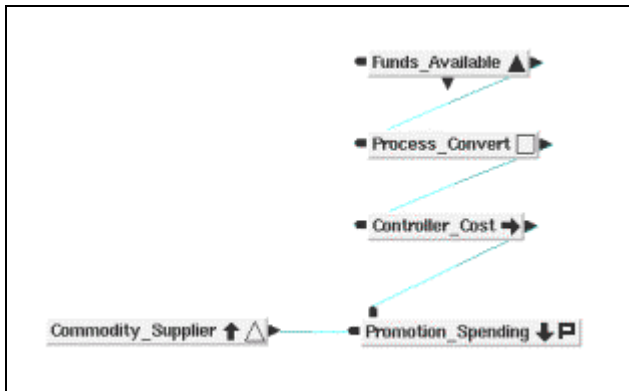 Funds_Available
Process_Convert
Controller_Cost
Commodity_Supplier
Promotion_Spending